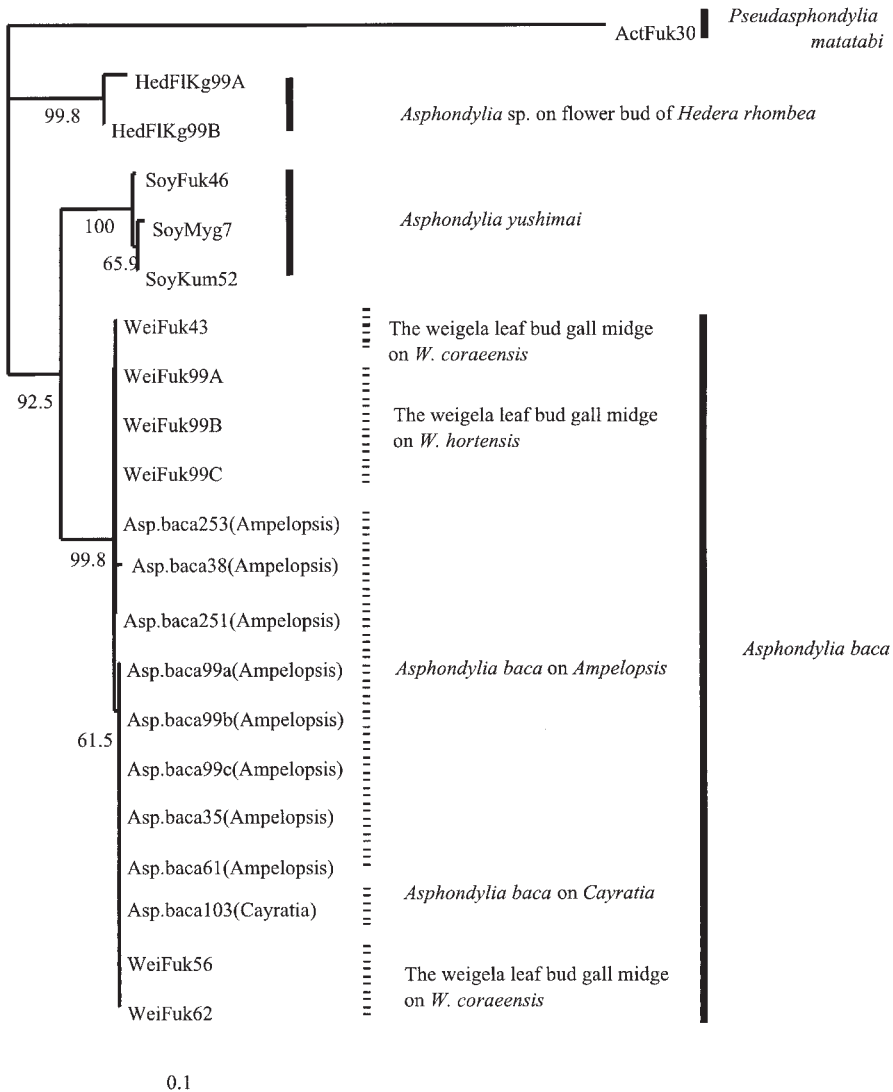 ActFuk30
Pseudasphondylia
matatabi
HedFlKg99A
99.8
HedFlKg99B
Asphondylia sp. on flower bud of Hedera rhombea
SoyFuk46
100
SoyMyg7
65.9
SoyKum52
Asphondylia yushimai
WeiFuk43
The weigela leaf bud gall midge
on W. coraeensis
WeiFuk99A
92.5
WeiFuk99B
The weigela leaf bud gall midge
on W. hortensis
WeiFuk99C
Asp.baca253(Ampelopsis)
99.8
Asp.baca38(Ampelopsis)
Asp.baca251(Ampelopsis)
Asp.baca99a(Ampelopsis)
Asphondylia baca on Ampelopsis
Asphondylia baca
Asp.baca99b(Ampelopsis)
61.5
Asp.baca99c(Ampelopsis)
Asp.baca35(Ampelopsis)
Asp.baca61(Ampelopsis)
Asphondylia baca on Cayratia
Asp.baca103(Cayratia)
WeiFuk56
The weigela leaf bud gall midge
on W. coraeensis
WeiFuk62
0.1